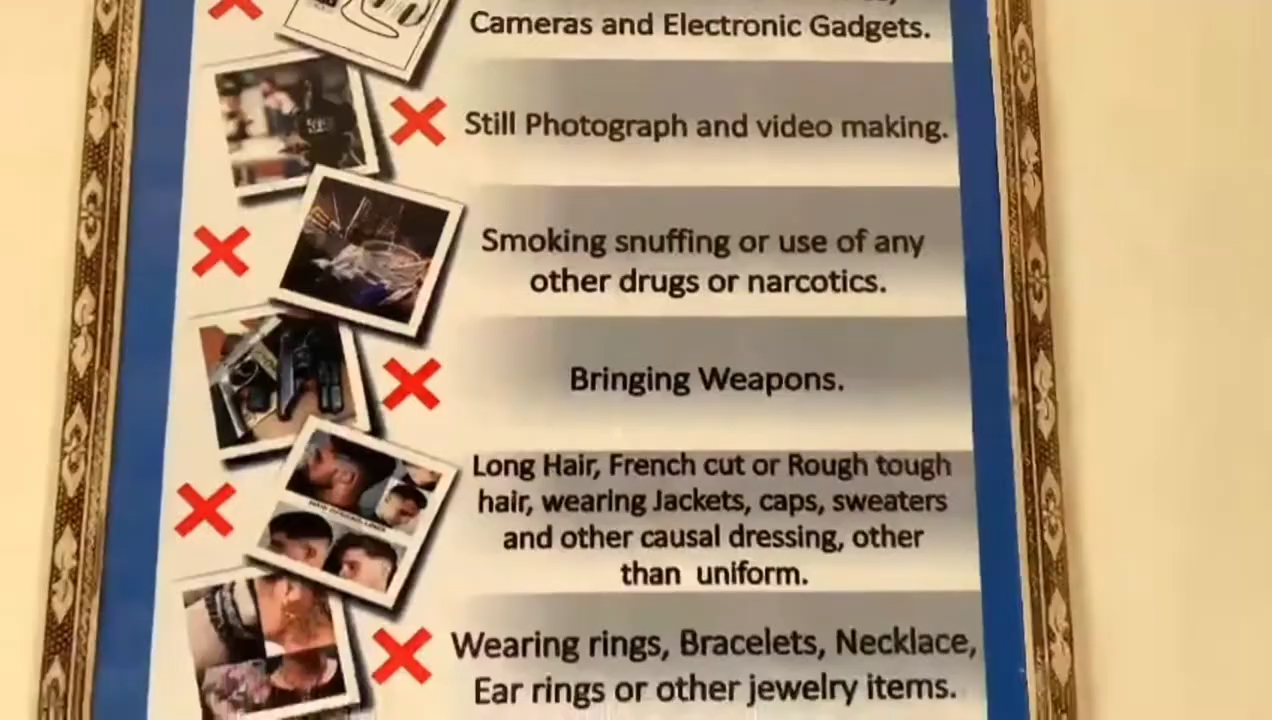 Cameras and Electronic Gadgets.
Still Photograph and video making.
Smoking snuffing or use of any
other drugs or narcotics.
Bringing Weapons.
Long Hair, French cut or Rough tough
hair, wearing Jackets, caps, sweaters
and other causal dressing, other
than uniform.
Wearing rings, Bracelets, Necklace,
Ear rings or other jewelry items.